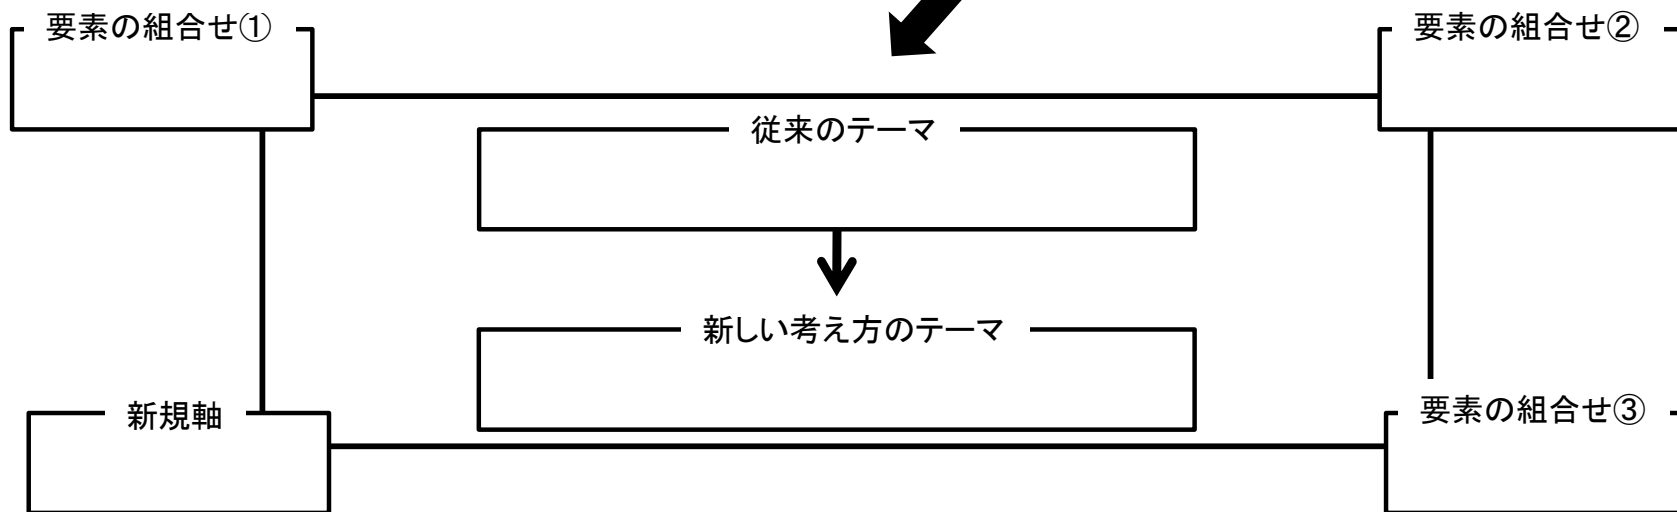 要素の組合せ①
要素の組合せ②
従来のテーマ
新しい考え方のテーマ
新規軸
要素の組合せ③